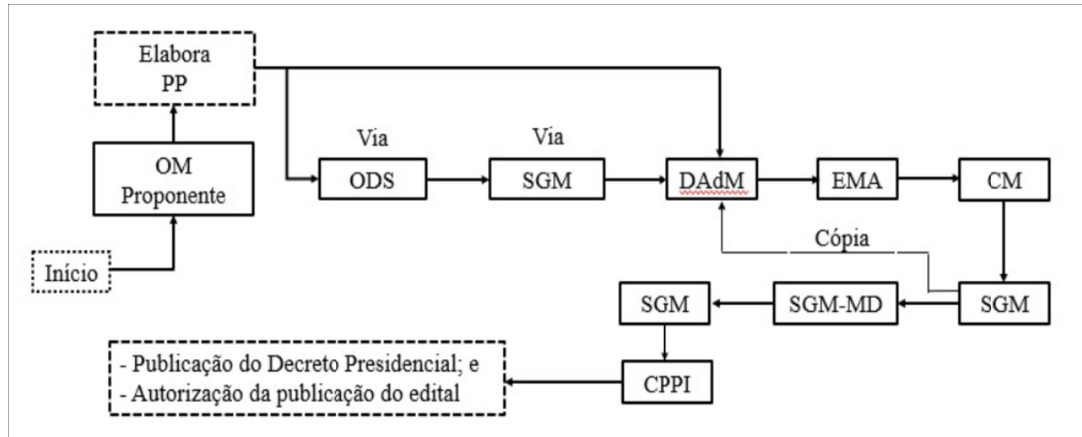 Elabora
PP
Via
Via
OM
Proponente
ODS
SGM
DAdM
EMA
CM
Cópia
Início
SGM
SGM-MD
SGM
- Publicação do Decreto Presidencial; e
- Autorização da publicação do edital
CPPI